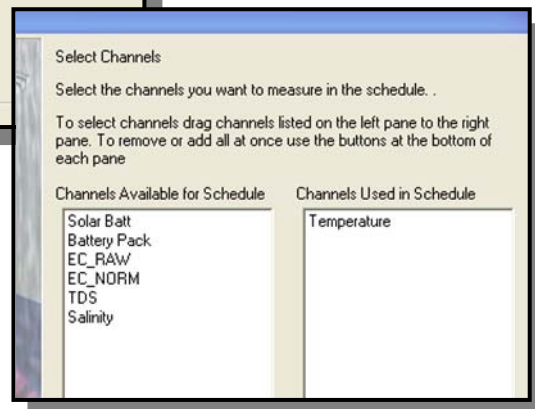 Select Channels
Select the channels you want to measure in the schedule. .
To select channels drag channels listed on the left pane to the right
pane. To remove or add all at once use the buttons at the bottom of
each pane
Channels Available for Schedule
Solar Batt
Battery Pack
EC_RAW
EC_NORM
TDS
Salinity
Channels Used in Schedule
Temperature